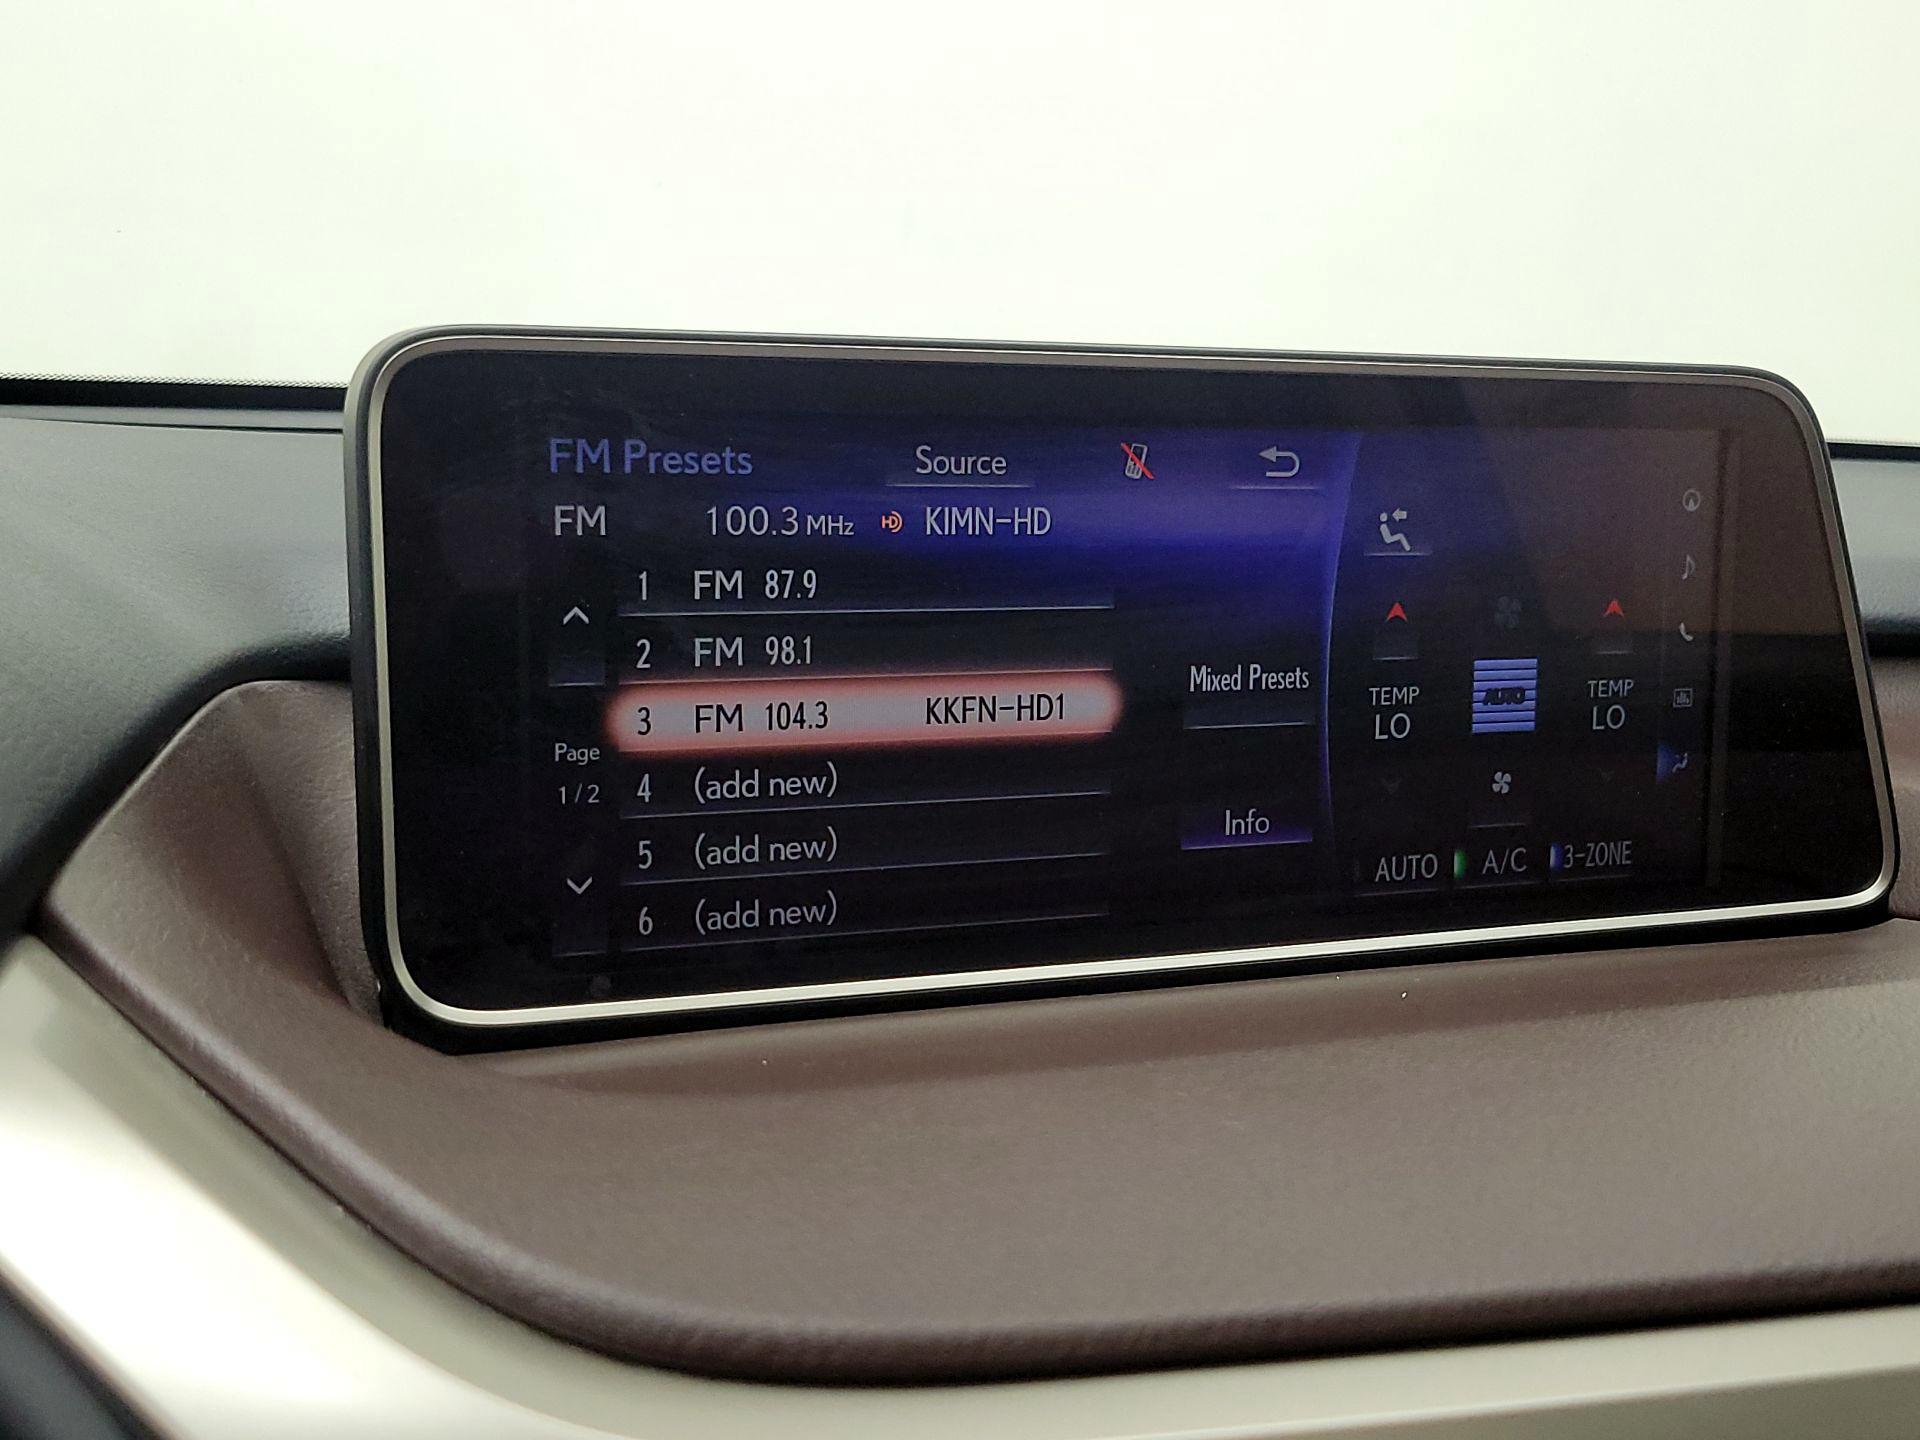 FM Presets Source
FM 100.3 MHz HD KIMN-HD
1 FM 87.9
2 FM 98.1
3 FM 104.3 KKFN-HD1
4 (add new)
5 (add new)
6 (add new)
Page
1/2
Mixed Presets
Info
TEMP
LO
AUTO
TEMP
LO
AUTO A/C 3-ZONE